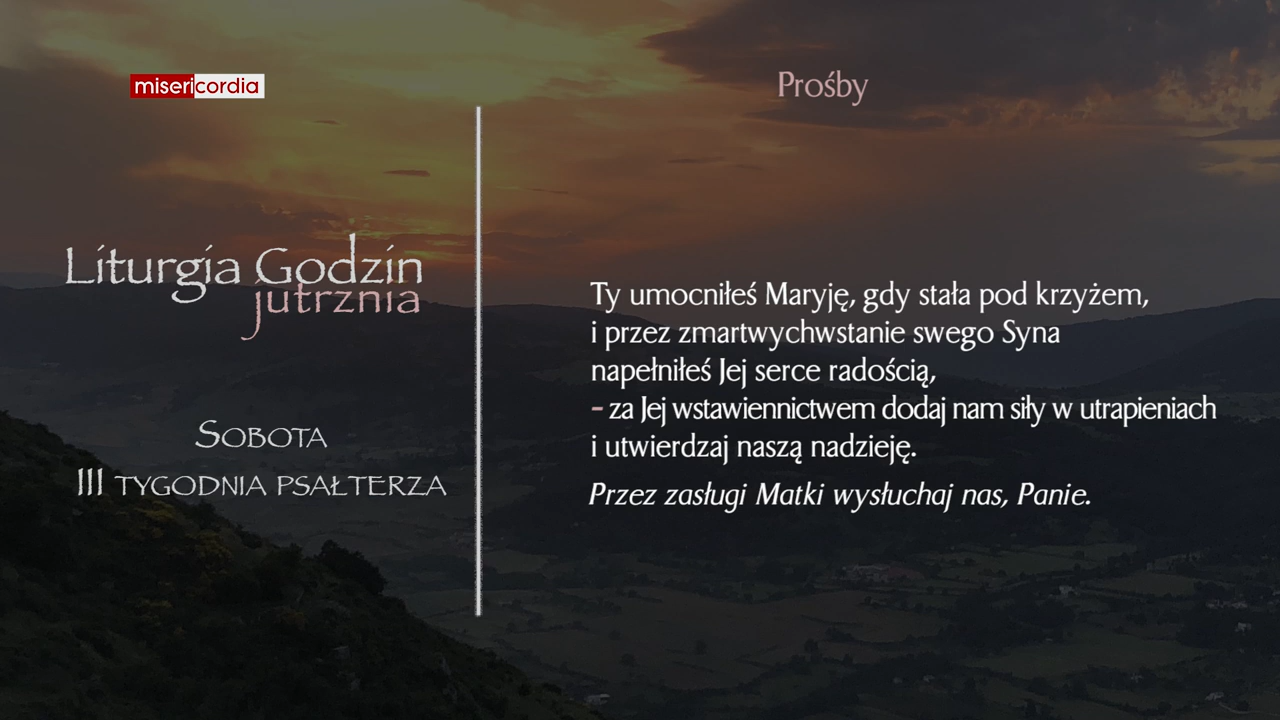 misericordia
Liturgia Godzin
jutrznia
Sobota
III tygodnia psałterza
Prośby
Ty umocniłeś Maryję, gdy stała pod krzyżem,
i przez zmartwychwstanie swego Syna
napełniłeś Jej serce radością,
- za Jej wstawiennictwem dodaj nam siły w utrapieniach
i utwierdzaj naszą nadzieję.
Przez zasługi Matki wysłuchaj nas, Panie.